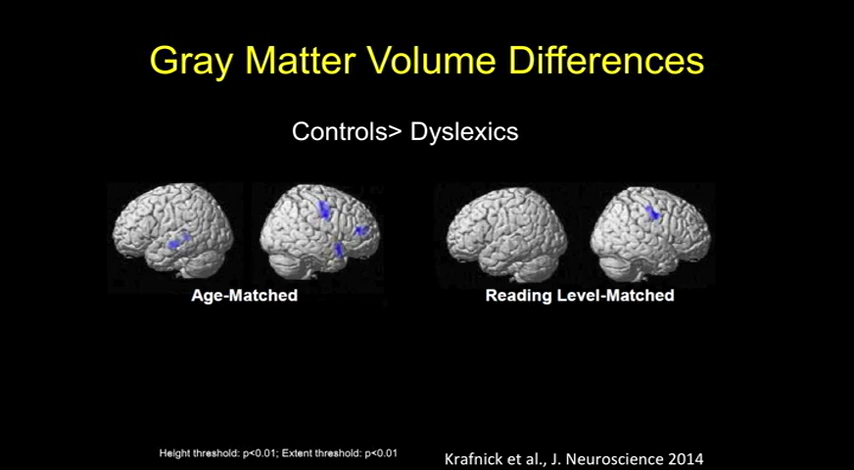 Gray Matter Volume Differences
Controls> Dyslexics
Age-Matched
Reading Level-Matched
Height threshold: p<0.01; Extent threshold: p<0.01
Krafnick et al., J. Neuroscience 2014